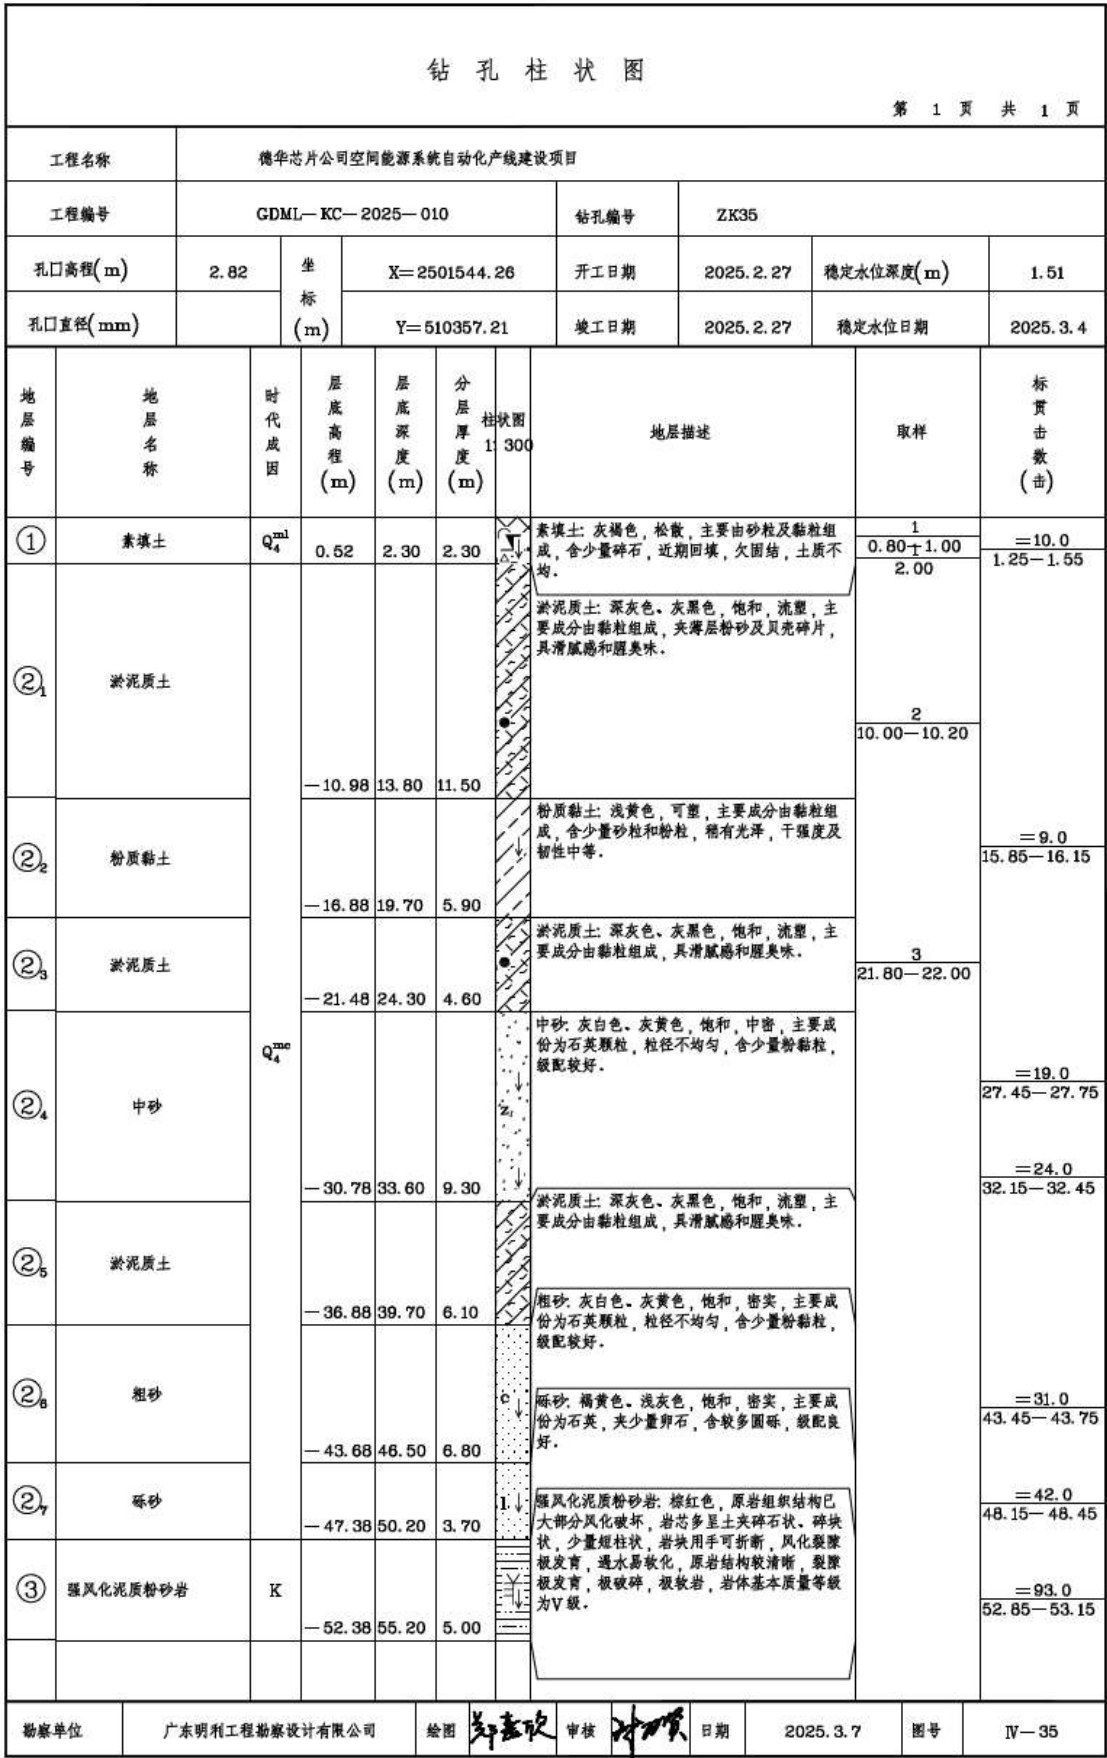 钻孔柱状图
第 1 页 共 1 页
工程名称 德华芯片公司空间能源系统自动化产线建设项目
工程编号 GDML—KC—2025—010 钻孔编号 ZK35
孔口高程(m) 2.82 坐标(m) X=2501544.26 开工日期 2025.2.27 稳定水位深度(m) 1.51
孔口直径(mm) Y=510357.21 竣工日期 2025.2.27 稳定水位日期 2025.3.4
地层编号 地层名称 时代成因 层底高程(m) 层底深度(m) 分层厚度(m) 柱状图 1:300 地层描述 取样 标贯击数(击)
① 素填土 Q₄ᵐˡ 0.52 2.30 2.30
素填土: 灰褐色, 松散, 主要由砂粒及黏粒组
成, 含少量碎石, 近期回填, 欠固结, 土质不
均.
1
0.80—1.00
1
2.00
=10.0
1.25—1.55
②₁ 淤泥质土 —10.98 13.80 11.50
淤泥质土: 深灰色、灰黑色, 饱和, 流塑, 主
要成分由黏粒组成, 夹薄层粉砂及贝壳碎片,
具滑腻感和腥臭味.
2
10.00—10.20
②₂ 粉质黏土 —16.88 19.70 5.90
粉质黏土: 浅黄色, 可塑, 主要成分由黏粒组
成, 含少量砂粒和粉粒, 稍有光泽, 干强度及
韧性中等.
=9.0
15.85—16.15
②₃ 淤泥质土 —21.48 24.30 4.60
淤泥质土: 深灰色、灰黑色, 饱和, 流塑, 主
要成分由黏粒组成, 具滑腻感和腥臭味.
3
21.80—22.00
Q₄ᵐᶜ
②₄ 中砂 —30.78 33.60 9.30
中砂: 灰白色、灰黄色, 饱和, 中密, 主要成
份为石英颗粒, 粒径不均匀, 含少量粉黏粒,
级配较好.
z
=19.0
27.45—27.75
=24.0
32.15—32.45
②₅ 淤泥质土 —36.88 39.70 6.10
淤泥质土: 深灰色、灰黑色, 饱和, 流塑, 主
要成分由黏粒组成, 具滑腻感和腥臭味.
②₆ 粗砂 —43.68 46.50 6.80
粗砂: 灰白色、灰黄色, 饱和, 密实, 主要成
份为石英颗粒, 粒径不均匀, 含少量粉黏粒,
级配较好.
c
=31.0
43.45—43.75
②₇ 砾砂 —47.38 50.20 3.70
砾砂: 褐黄色、浅灰色, 饱和, 密实, 主要成
份为石英, 夹少量卵石, 含较多圆砾, 级配良
好.
l
=42.0
48.15—48.45
③ 强风化泥质粉砂岩 K —52.38 55.20 5.00
强风化泥质粉砂岩: 棕红色, 原岩组织结构已
大部分风化破坏, 岩芯多呈土夹碎石状、碎块
状, 少量短柱状, 岩块用手可折断, 风化裂隙
极发育, 遇水易软化, 原岩结构较清晰, 裂隙
极发育, 极破碎, 极软岩, 岩体基本质量等级
为V级.
=93.0
52.85—53.15
勘察单位 广东明利工程勘察设计有限公司 绘图 审核 日期 2025.3.7 图号 Ⅳ—35